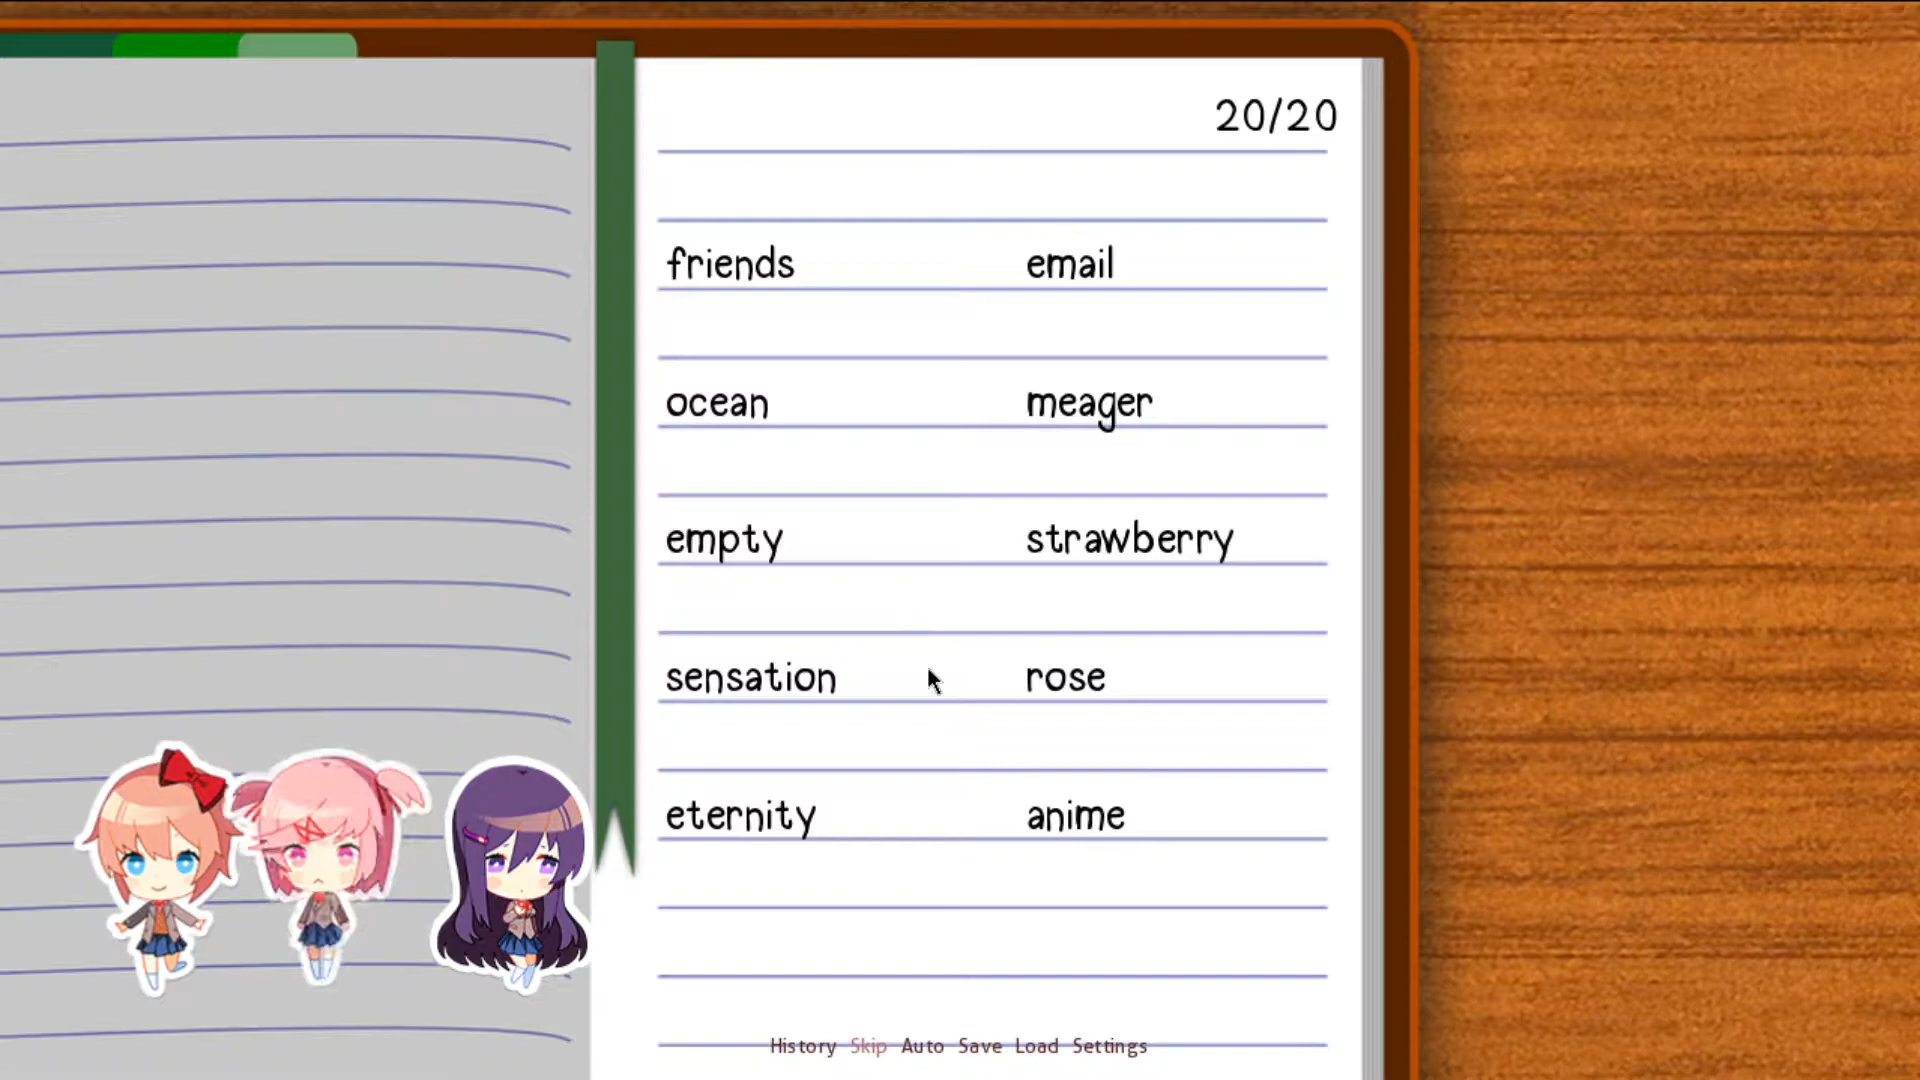 20/20
friends email
ocean meager
empty strawberry
sensation rose
eternity anime
History Skip Auto Save Load Settings